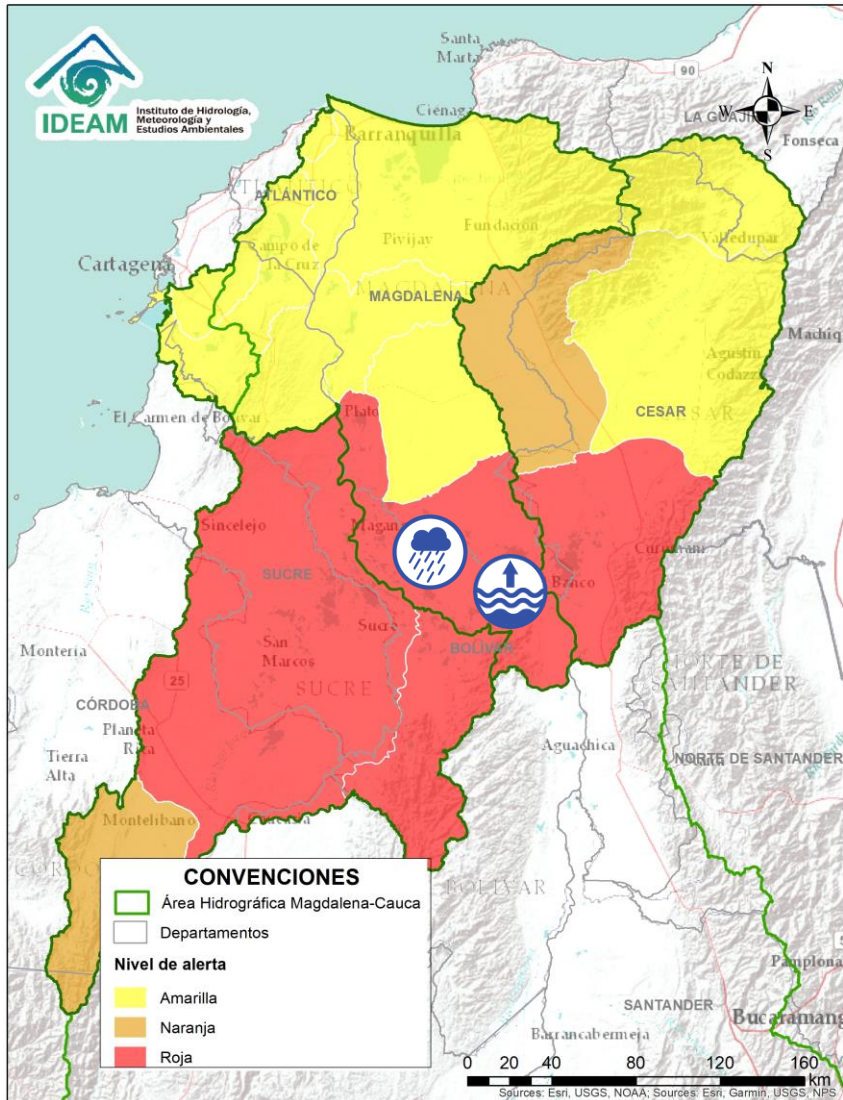 Santa
Marta
90
N
W
E
S
Ciénaga
IDEAM
Instituto de Hidrología,
Meteorología y
Estudios Ambientales
Fonseca
Barranquilla
ATLÁNTICO
Fundación
Valledupar
Pivijay
Campo de
la Cruz
Cartagena
MAGDALENA
MAGDALENA
Agustín
Codazzi
CESAR
El Carmen de Bolívar
Plato
Sincelejo
SUCRE
Banco
Sucre
BOLÍVAR
San
Marcos
SUCRE
Montería
25
CÓRDOBA
Planeta
Rica
Tierra
Alta
NORTE DE
SANTANDER
Aguachica
NORTE DE SANTANDER
Montelíbano
BOLÍVAR
CONVENCIONES
Área Hidrográfica Magdalena-Cauca
Departamentos
Nivel de alerta
Amarilla
Naranja
Roja
Pamplona
SANTANDER
Barrancabermeja
0 20 40 80 120 160
km
Sources: Esri, USGS, NOAA; Sources: Esri, Garmin, USGS, NPS